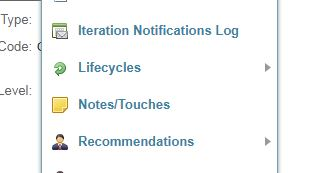 Iteration Notifications Log
Type:
Code:
Lifecycles
Level:
Notes/Touches
Recommendations